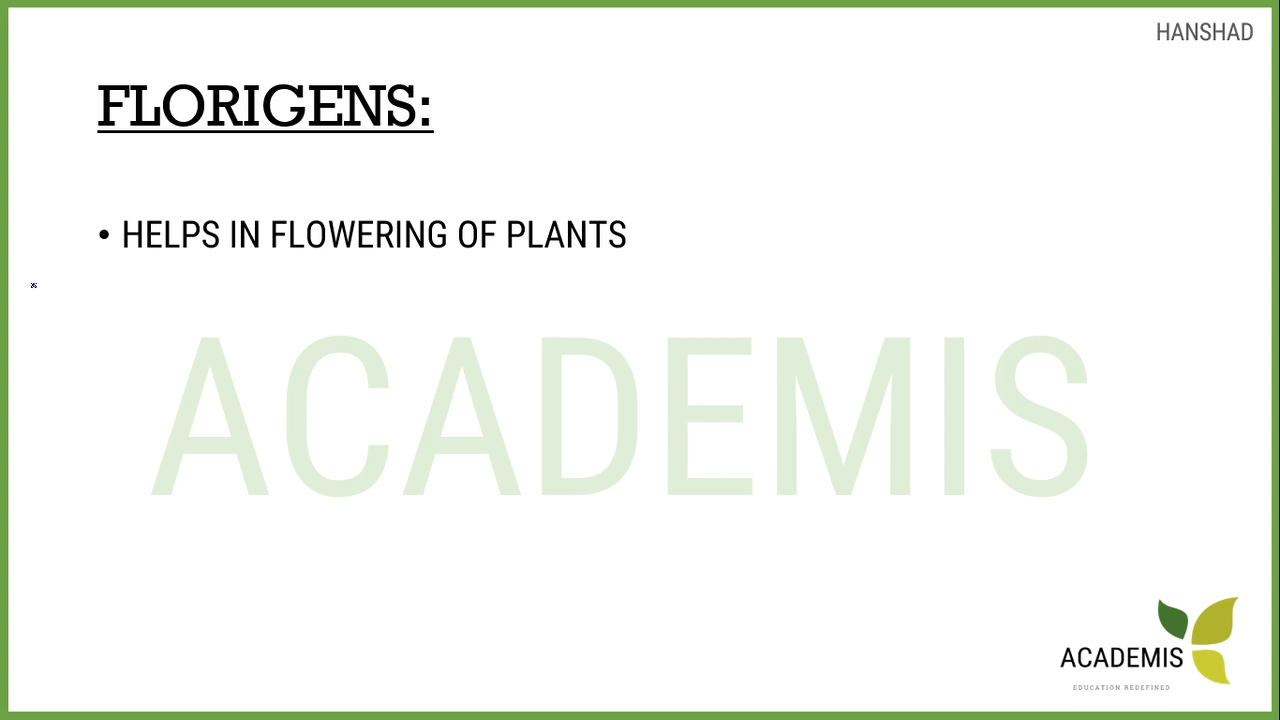 HANSHAD
FLORIGENS:
• HELPS IN FLOWERING OF PLANTS
ACADEMIS
ACADEMIS
EDUCATION REDEFINED